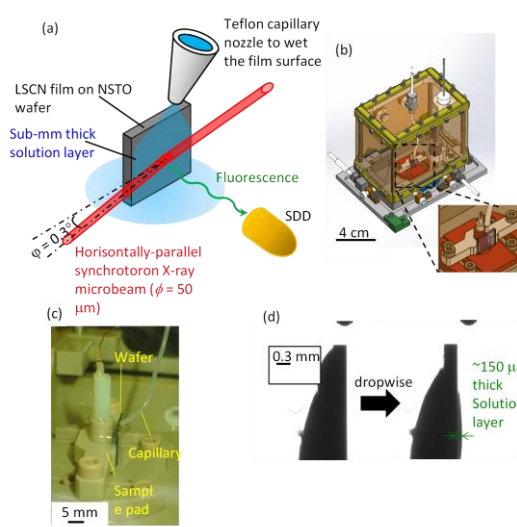 (a)
Teflon capillary
nozzle to wet
the film surface
LSCN film on NSTO
wafer
Sub-mm thick
solution layer
Fluorescence
SDD
φ = 0.3°
Horisontally-parallel
synchrotoron X-ray
microbeam (ϕ = 50
μm)
(b)
4 cm
(c)
Wafer
Capillary
Sampl
e pad
5 mm
(d)
0.3 mm
dropwise
~150 μ
thick
Solution
layer